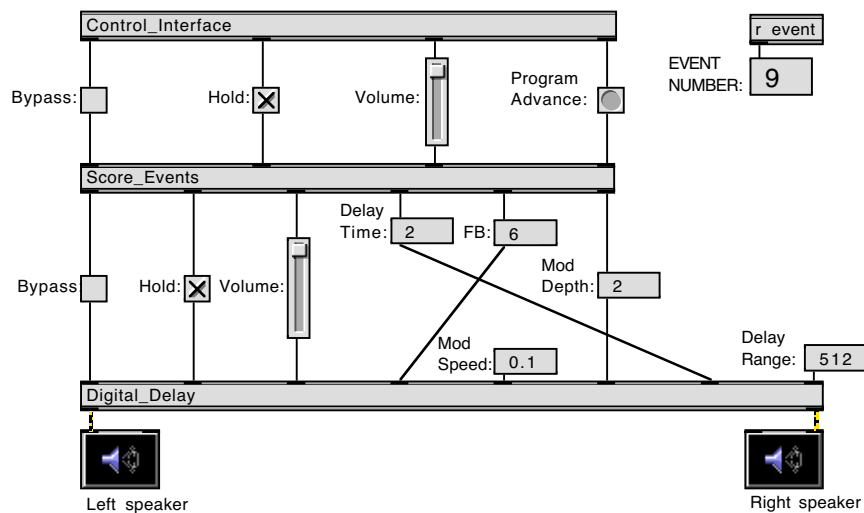 Control_Interface
r event
EVENT
NUMBER: 9
Bypass:
Hold:
Volume:
Program
Advance:
Score_Events
Delay
Time: 2
FB: 6
Bypass:
Hold:
Volume:
Mod
Depth: 2
Mod
Speed: 0.1
Delay
Range: 512
Digital_Delay
Left speaker
Right speaker